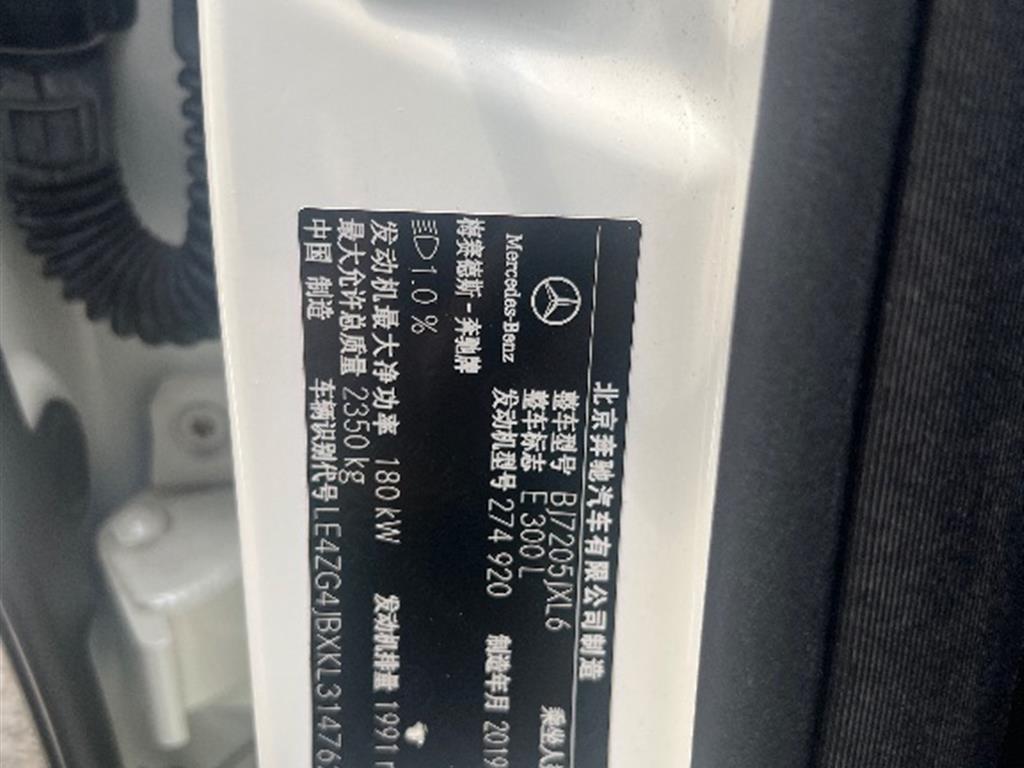 北京奔驰汽车有限公司制造
Mercedes-Benz
梅赛德斯-奔驰牌
整车型号 BJ7205JXL6 乘坐人
整车标志 E 300 L
发动机型号 274 920 制造年月 2019
1.0 %
发动机最大净功率 180 kW 发动机排量 1991
最大允许总质量 2350 kg
中国 制造 车辆识别代号 LE4ZG4JBXKL31476